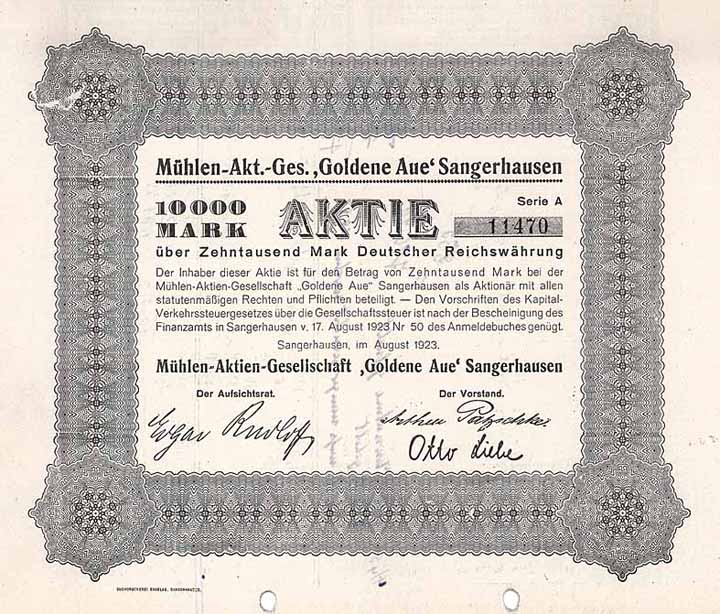 Mühlen-Akt.-Ges. ‚Goldene Aue‘ Sangerhausen
10000 MARK
AKTIE
Serie A
11470
über Zehntausend Mark Deutscher Reichswährung
Der Inhaber dieser Aktie ist für den Betrag von Zehntausend Mark bei der
Mühlen-Aktien-Gesellschaft „Goldene Aue“ Sangerhausen als Aktionär mit allen
statutenmäßigen Rechten und Pflichten beteiligt. — Den Vorschriften des Kapital-
Verkehrssteuergesetzes über die Gesellschaftssteuer ist nach der Bescheinigung des
Finanzamts in Sangerhausen v. 17. August 1923 Nr 50 des Anmeldebuches genügt.
Sangerhausen, im August 1923.
Mühlen-Aktien-Gesellschaft ‚Goldene Aue‘ Sangerhausen
Der Aufsichtsrat.
Der Vorstand.
Edgar Rudloff
Arthur Patzschke
Otto Liebe